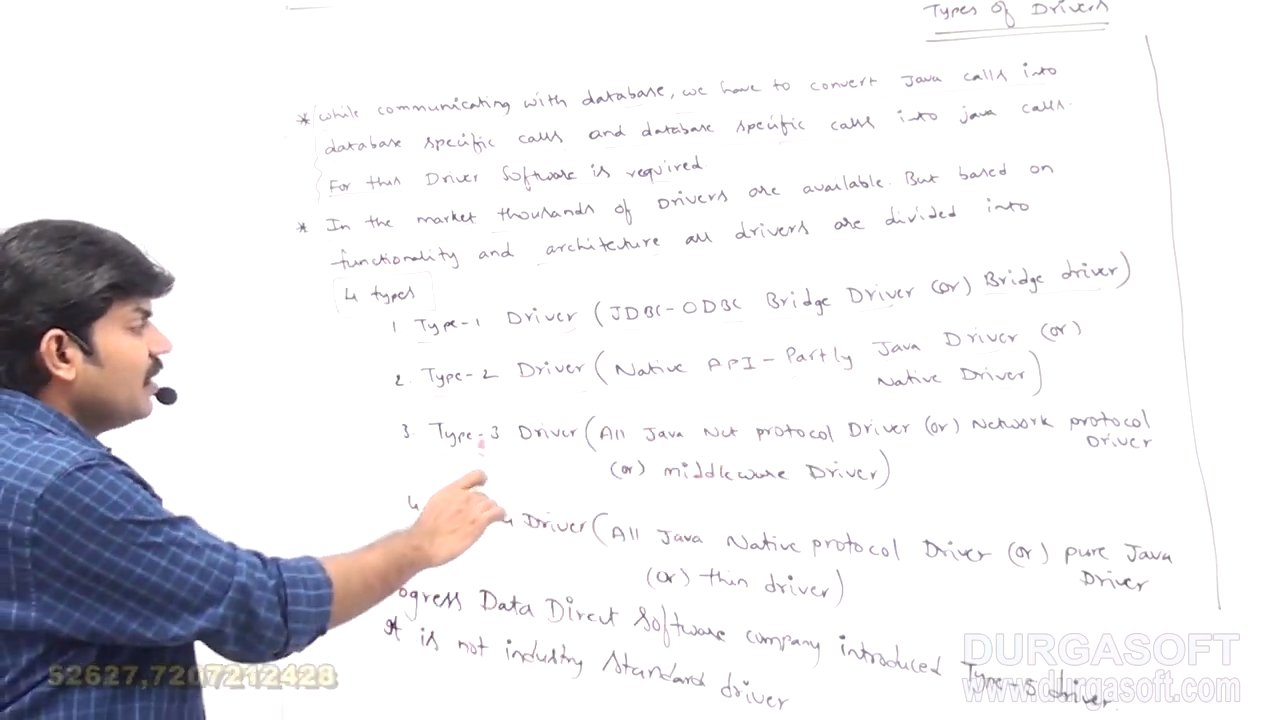 Types of Drivers
* While communicating with database, we have to convert Java calls into
database specific calls and database specific calls into java calls.
For this Driver Software is required
* In the market thousands of Drivers are available. But based on
functionality and architecture all drivers are divided into
4 types
1 Type-1 Driver (JDBC-ODBC Bridge Driver (or) Bridge driver)
2. Type-2 Driver (Native API - Partly Java Driver (or)
Native Driver)
3. Type-3 Driver (All Java Net protocol Driver (or) Network protocol
Driver
(or) middleware Driver)
4 Driver (All Java Native protocol Driver (or) pure Java
Driver
(or) thin driver)
ogress Data Direct Software company introduced Type-5 driver
It is not industry Standard driver
DURGASOFT
www.durgasoft.com
52627,7207212428